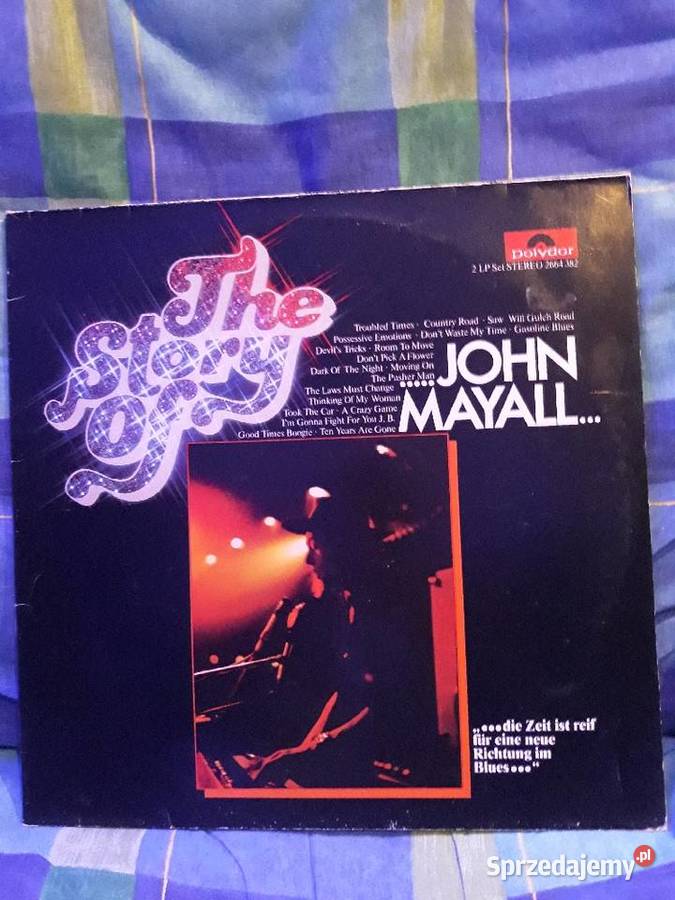 The
Story
Of
Polydor
2 LP Set STEREO 2664 382
Troubled Times · Country Road · Saw Mill Gulch Road
Possessive Emotions · Don't Waste My Time · Gasoline Blues
Devil's Tricks · Room To Move
Don't Pick A Flower
Dark Of The Night · Moving On
The Pusher Man
The Laws Must Change
Thinking Of My Woman
Took The Car · A Crazy Game
I'm Gonna Fight For You J. B.
Good Times Boogie · Ten Years Are Gone
.....JOHN
MAYALL...
„...die Zeit ist reif
für eine neue
Richtung im
Blues..."
Sprzedajemy.pl